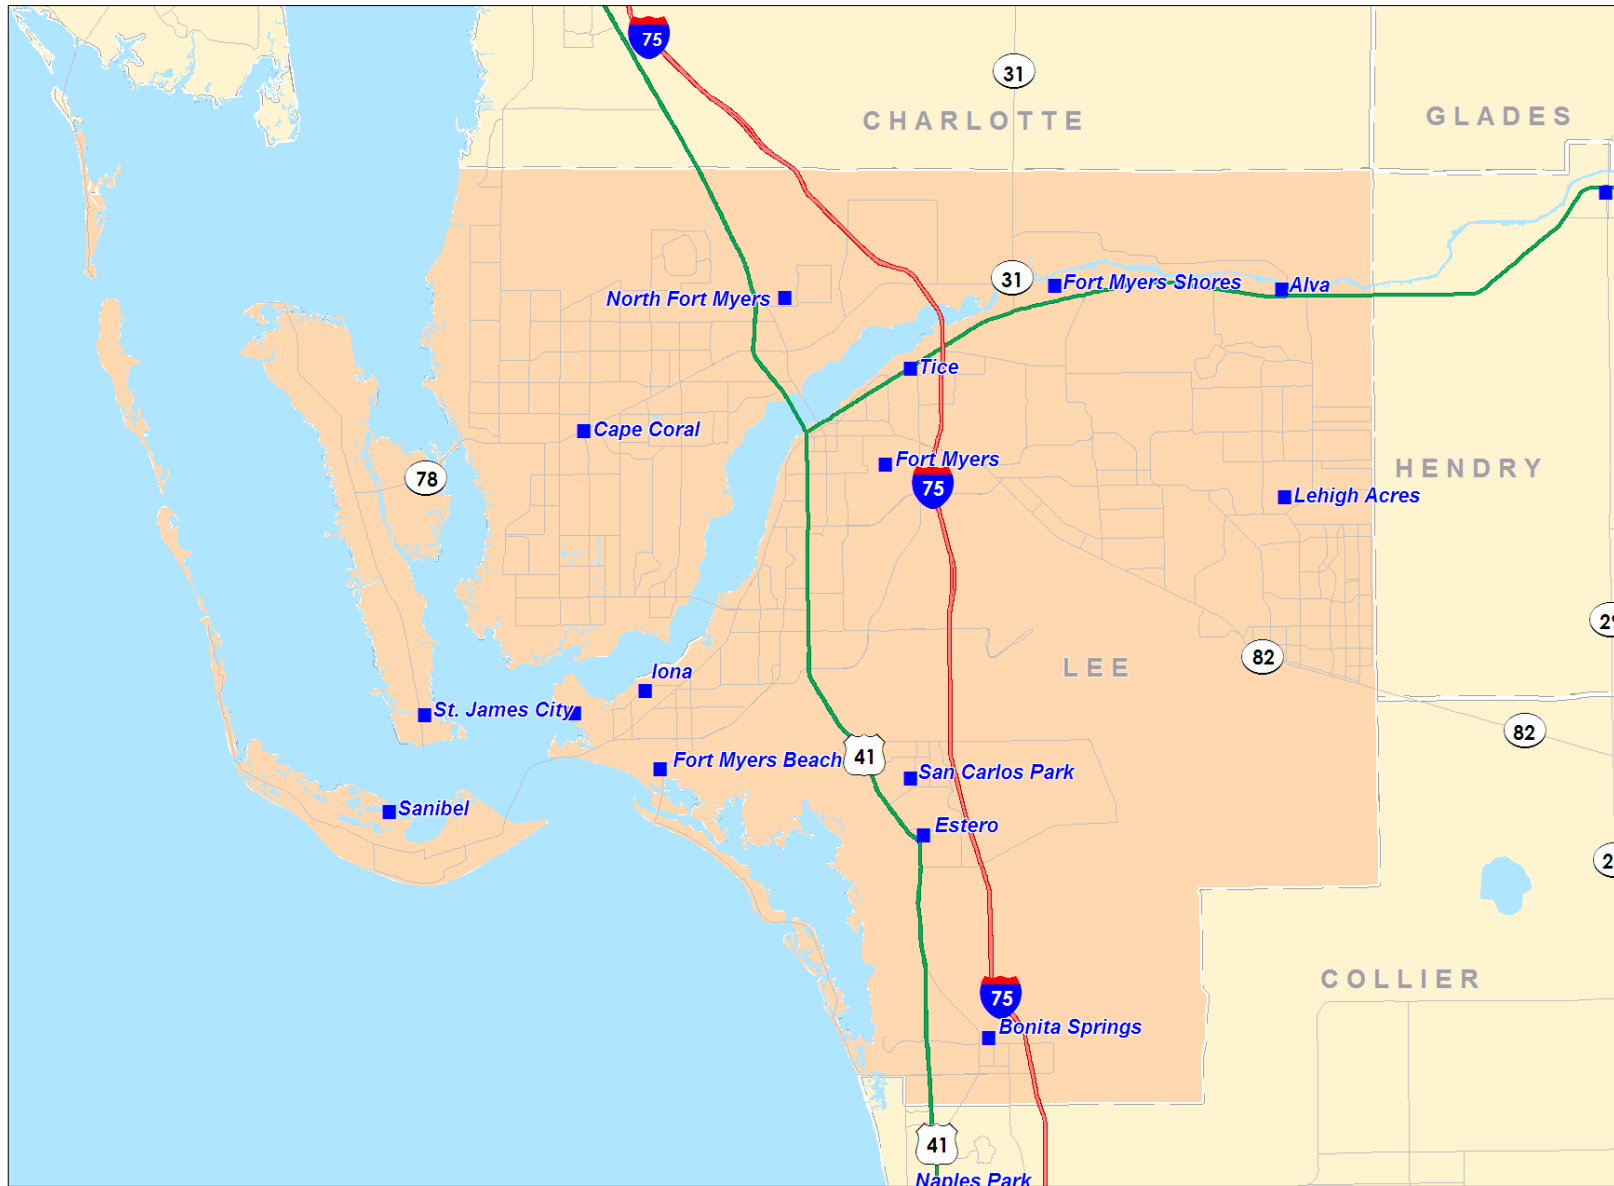 75
31
CHARLOTTE
GLADES
31
Fort Myers Shores
Alva
North Fort Myers
Tice
Cape Coral
Fort Myers
78
75
HENDRY
Lehigh Acres
82
LEE
Iona
St. James City
82
Fort Myers Beach
41
San Carlos Park
Sanibel
Estero
COLLIER
75
Bonita Springs
41
Naples Park